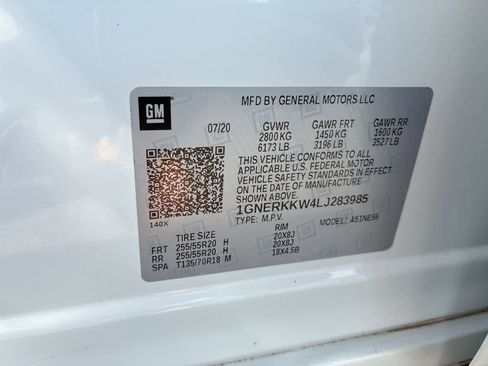 GM
MFD BY GENERAL MOTORS LLC
07/20 GVWR GAWR FRT GAWR RR
2800 KG 1450 KG 1600 KG
6173 LB 3196 LB 3527 LB
THIS VEHICLE CONFORMS TO ALL
APPLICABLE U.S. FEDERAL MOTOR
VEHICLE SAFETY STANDARDS IN EFFECT
ON THE DATE OF MANUFACTURE SHOWN ABOVE.
1GNERKKW4LJ283985
140X TYPE: M.P.V. MODEL: 4S1NE56
TIRE SIZE RIM
FRT 255/55R20 H 20X8J
RR 255/55R20 H 20X8J
SPA T135/70R18 M 18X4.5B